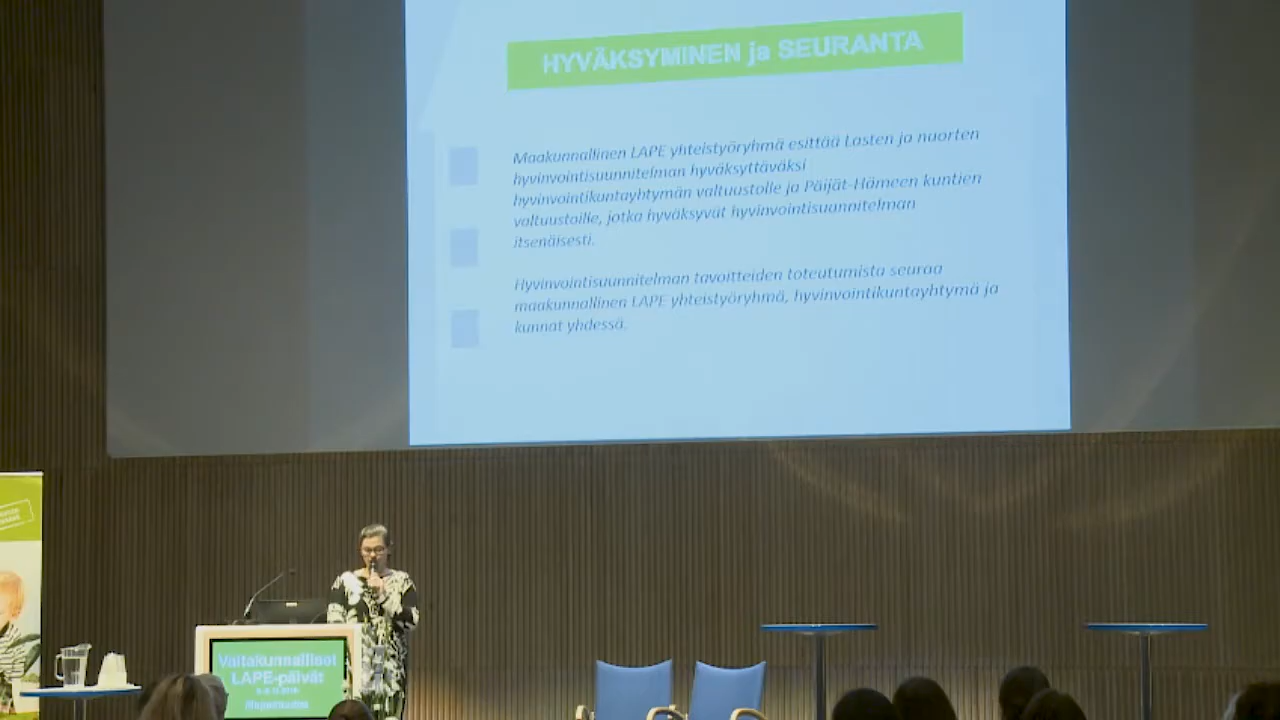 HYVÄKSYMINEN ja SEURANTA
Maakunnallinen LAPE yhteistyöryhmä esittää Lasten ja nuorten
hyvinvointisuunnitelman hyväksyttäväksi
hyvinvointikuntayhtymän valtuustolle ja Päijät-Hämeen kuntien
valtuustoille, jotka hyväksyvät hyvinvointisuunnitelman
itsenäisesti.
Hyvinvointisuunnitelman tavoitteiden toteutumista seuraa
maakunnallinen LAPE yhteistyöryhmä, hyvinvointikuntayhtymä ja
kunnat yhdessä.
Valtakunnalliset
LAPE-päivät